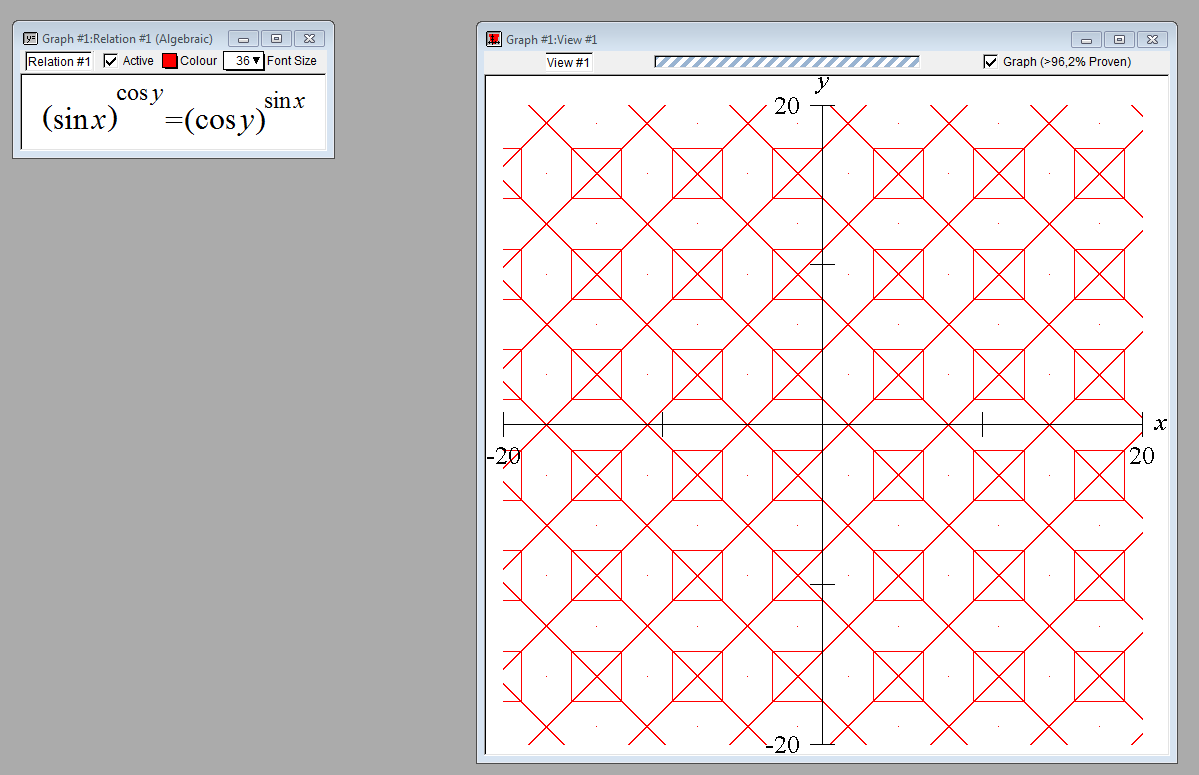 Graph #1:Relation #1 (Algebraic)
Relation #1 Active Colour 36 ▼ Font Size
(sin x)^cos y =(cos y)^sin x
Graph #1:View #1
View #1 Graph (>96,2% Proven)
y
20
x
-20 20
-20